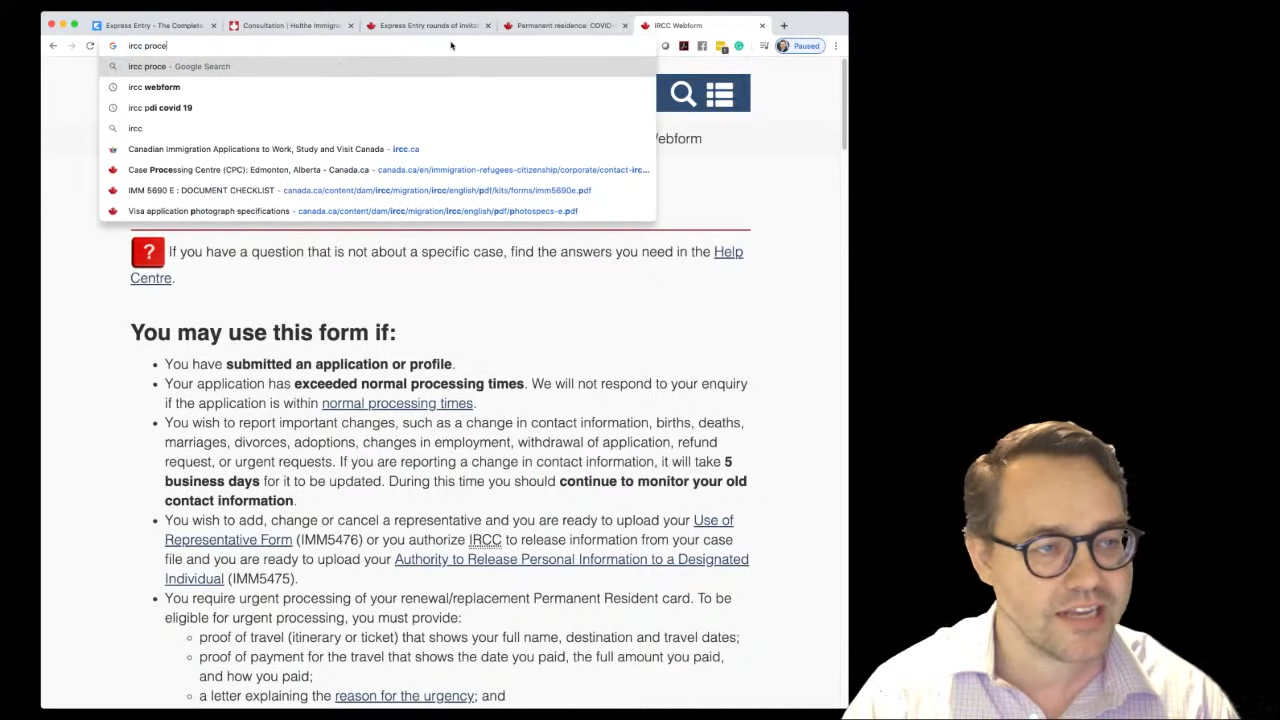 Express Entry - The Complete
Consultation | Holthe Immigra
Express Entry rounds of invita
Permanent residence: COVID-
IRCC Webform
ircc proce
Paused
ircc proce - Google Search
ircc webform
ircc pdi covid 19
ircc
Canadian Immigration Applications to Work, Study and Visit Canada - ircc.ca
Case Processing Centre (CPC): Edmonton, Alberta - Canada.ca - canada.ca/en/immigration-refugees-citizenship/corporate/contact-irc...
IMM 5690 E : DOCUMENT CHECKLIST - canada.ca/content/dam/ircc/migration/ircc/english/pdf/kits/forms/imm5690e.pdf
Visa application photograph specifications - canada.ca/content/dam/ircc/migration/ircc/english/pdf/photospecs-e.pdf
Webform
? If you have a question that is not about a specific case, find the answers you need in the Help
Centre.
You may use this form if:
• You have submitted an application or profile.
• Your application has exceeded normal processing times. We will not respond to your enquiry
if the application is within normal processing times.
• You wish to report important changes, such as a change in contact information, births, deaths,
marriages, divorces, adoptions, changes in employment, withdrawal of application, refund
request, or urgent requests. If you are reporting a change in contact information, it will take 5
business days for it to be updated. During this time you should continue to monitor your old
contact information.
• You wish to add, change or cancel a representative and you are ready to upload your Use of
Representative Form (IMM5476) or you authorize IRCC to release information from your case
file and you are ready to upload your Authority to Release Personal Information to a Designated
Individual (IMM5475).
• You require urgent processing of your renewal/replacement Permanent Resident card. To be
eligible for urgent processing, you must provide:
◦ proof of travel (itinerary or ticket) that shows your full name, destination and travel dates;
◦ proof of payment for the travel that shows the date you paid, the full amount you paid,
and how you paid;
◦ a letter explaining the reason for the urgency; and